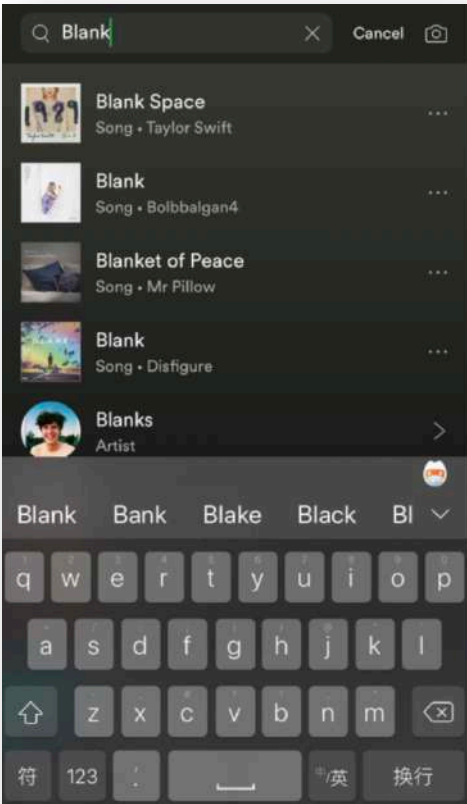 Blank
Cancel
Blank Space
Song • Taylor Swift
Blank
Song • Bolbbalgan4
Blanket of Peace
Song • Mr Pillow
Blank
Song • Disfigure
Blanks
Artist
Blank Bank Blake Black Bl
q w e r t y u i o p
a s d f g h j k l
z x c v b n m
符 123 中/英 换行